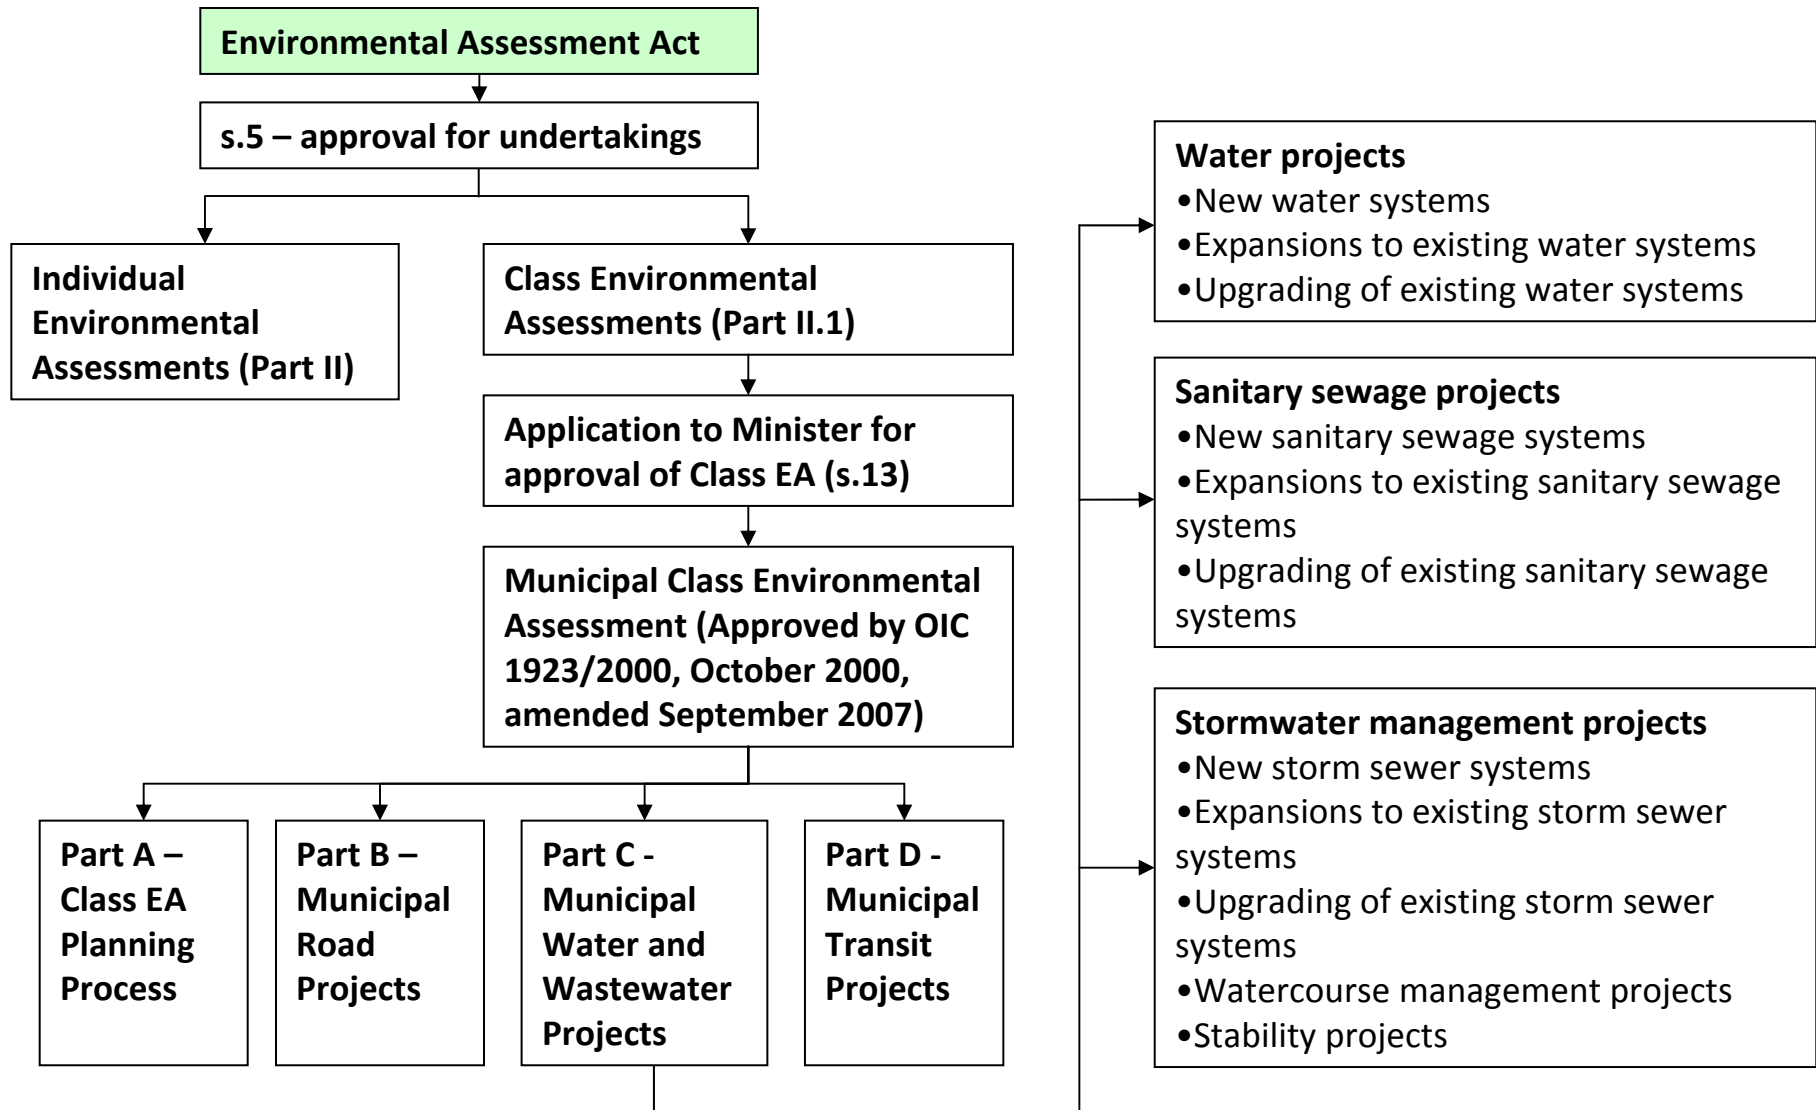 Environmental Assessment Act
s.5 – approval for undertakings
Individual
Environmental
Assessments (Part II)
Class Environmental
Assessments (Part II.1)
Application to Minister for
approval of Class EA (s.13)
Municipal Class Environmental
Assessment (Approved by OIC
1923/2000, October 2000,
amended September 2007)
Part A –
Class EA
Planning
Process
Part B –
Municipal
Road
Projects
Part C -
Municipal
Water and
Wastewater
Projects
Part D -
Municipal
Transit
Projects
Water projects
•New water systems
•Expansions to existing water systems
•Upgrading of existing water systems
Sanitary sewage projects
•New sanitary sewage systems
•Expansions to existing sanitary sewage
systems
•Upgrading of existing sanitary sewage
systems
Stormwater management projects
•New storm sewer systems
•Expansions to existing storm sewer
systems
•Upgrading of existing storm sewer
systems
•Watercourse management projects
•Stability projects